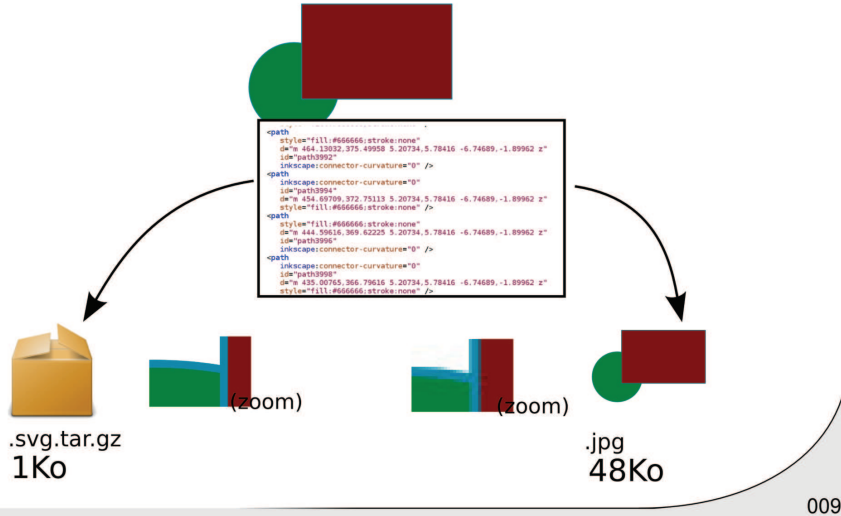 <path
style="fill:#666666;stroke:none"
d="m 464.13032,375.49958 5.20734,5.78416 -6.74689,-1.89962 z"
id="path3992"
inkscape:connector-curvature="0" />
<path
inkscape:connector-curvature="0"
id="path3994"
d="m 454.69709,372.75113 5.20734,5.78416 -6.74689,-1.89962 z"
style="fill:#666666;stroke:none" />
<path
style="fill:#666666;stroke:none"
d="m 444.59616,369.62225 5.20734,5.78416 -6.74689,-1.89962 z"
id="path3996"
inkscape:connector-curvature="0" />
<path
inkscape:connector-curvature="0"
id="path3998"
d="m 435.00765,366.79616 5.20734,5.78416 -6.74689,-1.89962 z"
style="fill:#666666;stroke:none" />
(zoom)
(zoom)
.svg.tar.gz
1Ko
.jpg
48Ko
009